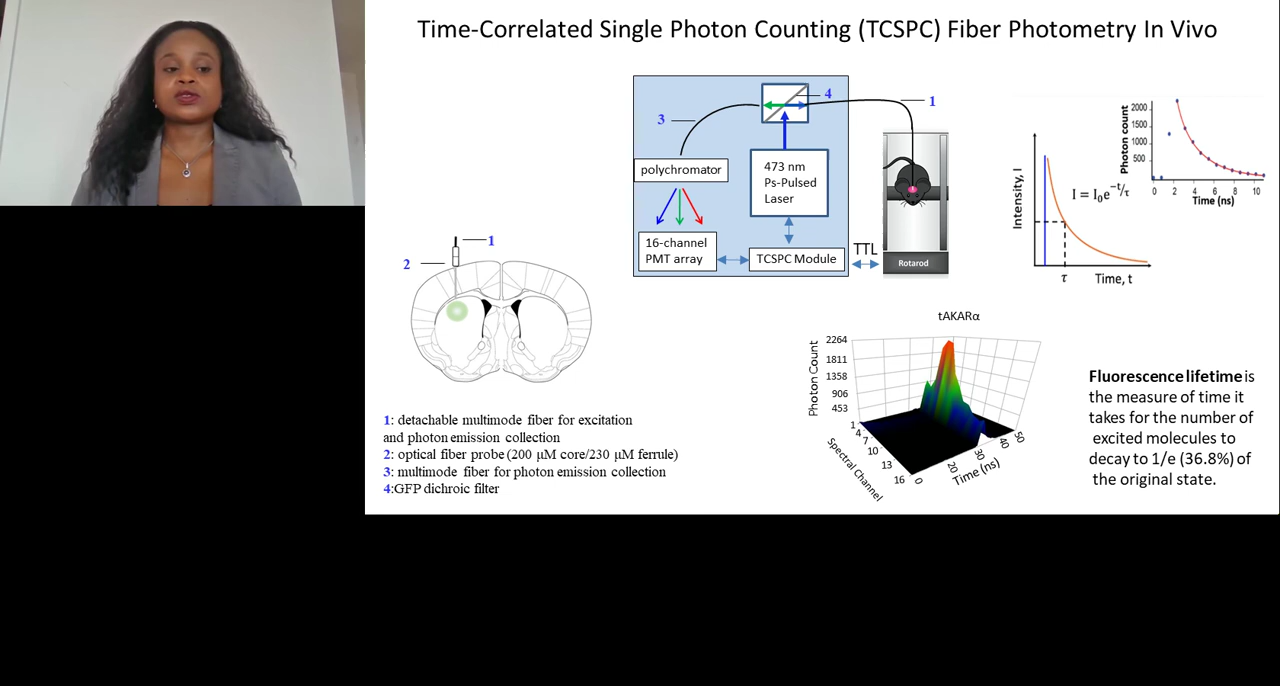 Time-Correlated Single Photon Counting (TCSPC) Fiber Photometry In Vivo
4
1
3
polychromator
473 nm
Ps-Pulsed
Laser
16-channel
PMT array
TCSPC Module
TTL
Rotarod
Intensity, I
I = I₀e^(-t/τ)
τ
Time, t
Photon count
2000
1500
1000
500
0 2 4 6 8 10
Time (ns)
1
2
1: detachable multimode fiber for excitation
and photon emission collection
2: optical fiber probe (200 µM core/230 µM ferrule)
3: multimode fiber for photon emission collection
4:GFP dichroic filter
tAKARα
Photon Count
2264
1811
1358
906
453
1
4
7
10
13
16
Spectral Channel
0
20
30
40
50
Time (ns)
Fluorescence lifetime is
the measure of time it
takes for the number of
excited molecules to
decay to 1/e (36.8%) of
the original state.